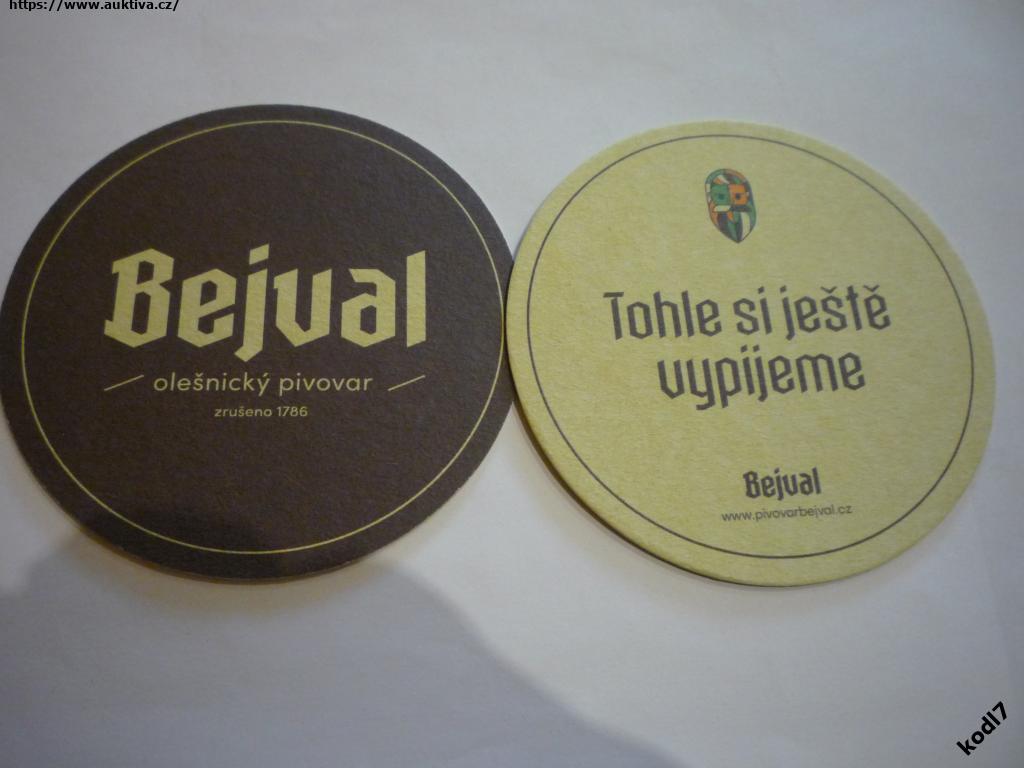 https://www.auktiva.cz/
Bejval
olešnický pivovar
zrušeno 1786
Tohle si ještě
vypijeme
Bejval
www.pivovarbejval.cz
kodl7